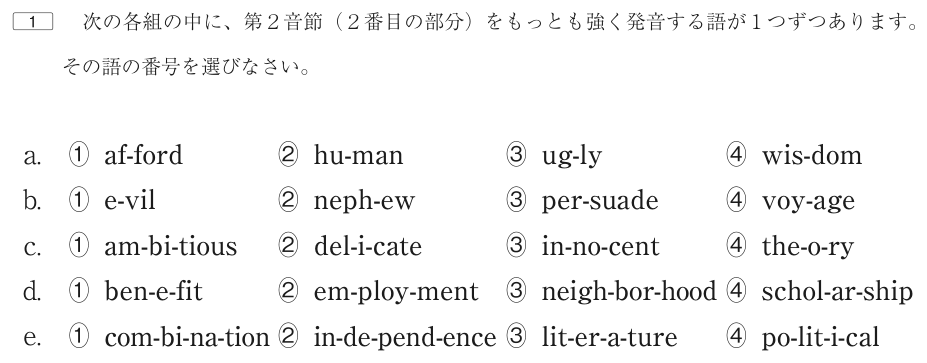 1 次の各組の中に、第２音節（２番目の部分）をもっとも強く発音する語が１つずつあります。
その語の番号を選びなさい。
a. ① af-ford ② hu-man ③ ug-ly ④ wis-dom
b. ① e-vil ② neph-ew ③ per-suade ④ voy-age
c. ① am-bi-tious ② del-i-cate ③ in-no-cent ④ the-o-ry
d. ① ben-e-fit ② em-ploy-ment ③ neigh-bor-hood ④ schol-ar-ship
e. ① com-bi-na-tion ② in-de-pend-ence ③ lit-er-a-ture ④ po-lit-i-cal